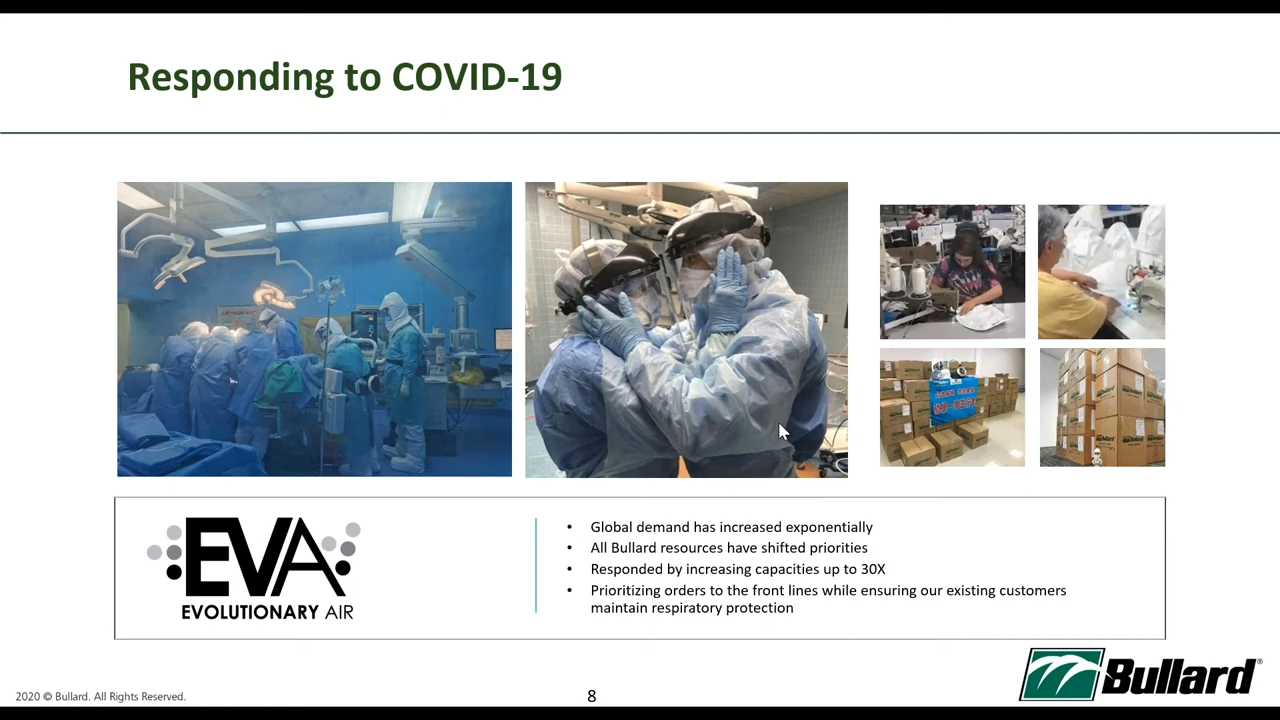 Responding to COVID-19
EVA
EVOLUTIONARY AIR
• Global demand has increased exponentially
• All Bullard resources have shifted priorities
• Responded by increasing capacities up to 30X
• Prioritizing orders to the front lines while ensuring our existing customers
maintain respiratory protection
Bullard®
2020 © Bullard. All Rights Reserved.
8